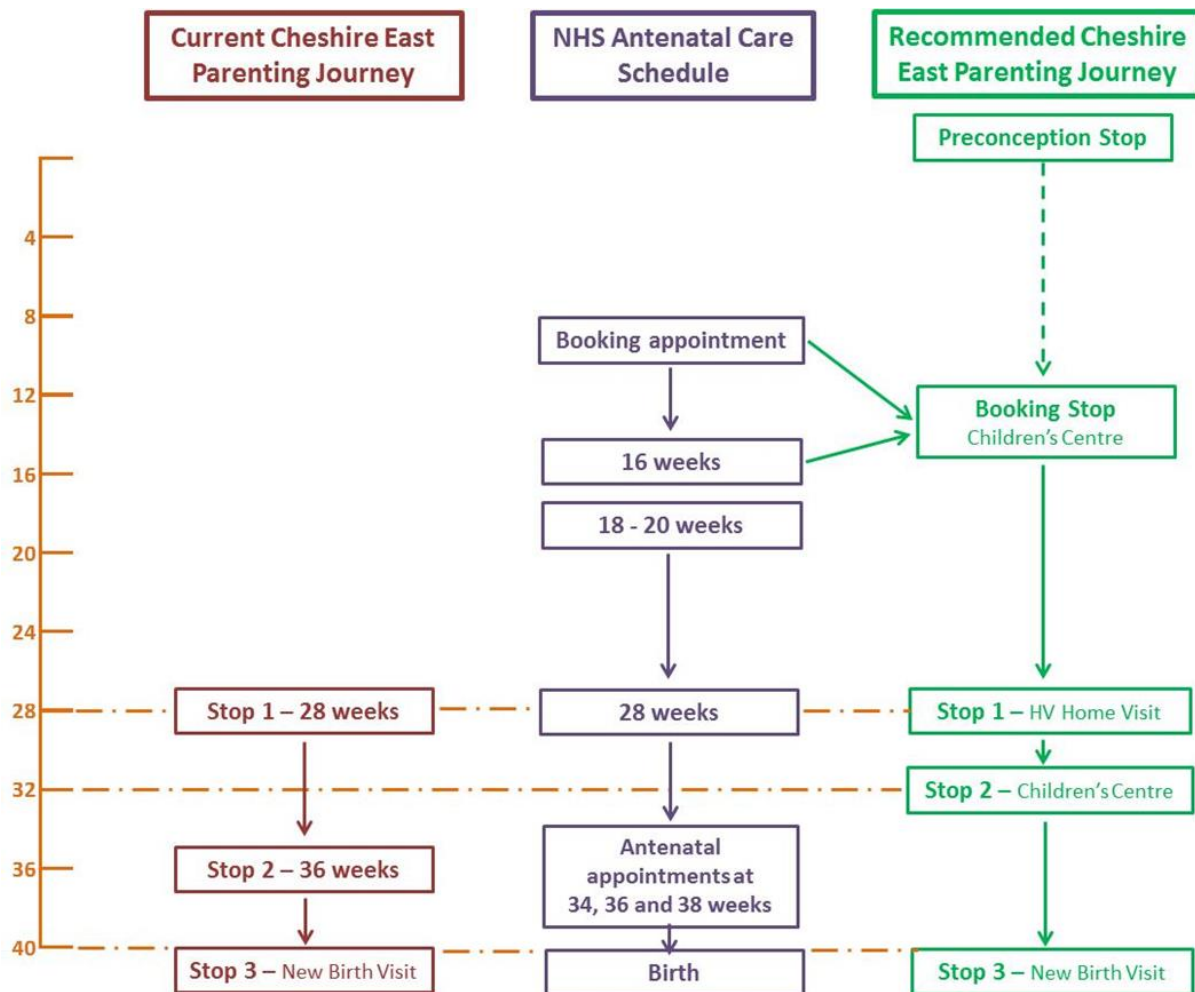 Current Cheshire East
Parenting Journey
NHS Antenatal Care
Schedule
Recommended Cheshire
East Parenting Journey
Preconception Stop
4
8
Booking appointment
12
Booking Stop
Children's Centre
16 weeks
16
18 - 20 weeks
20
24
28
Stop 1 – 28 weeks
28 weeks
Stop 1 – HV Home Visit
32
Stop 2 – Children's Centre
36
Stop 2 – 36 weeks
Antenatal
appointments at
34, 36 and 38 weeks
40
Stop 3 – New Birth Visit
Birth
Stop 3 – New Birth Visit